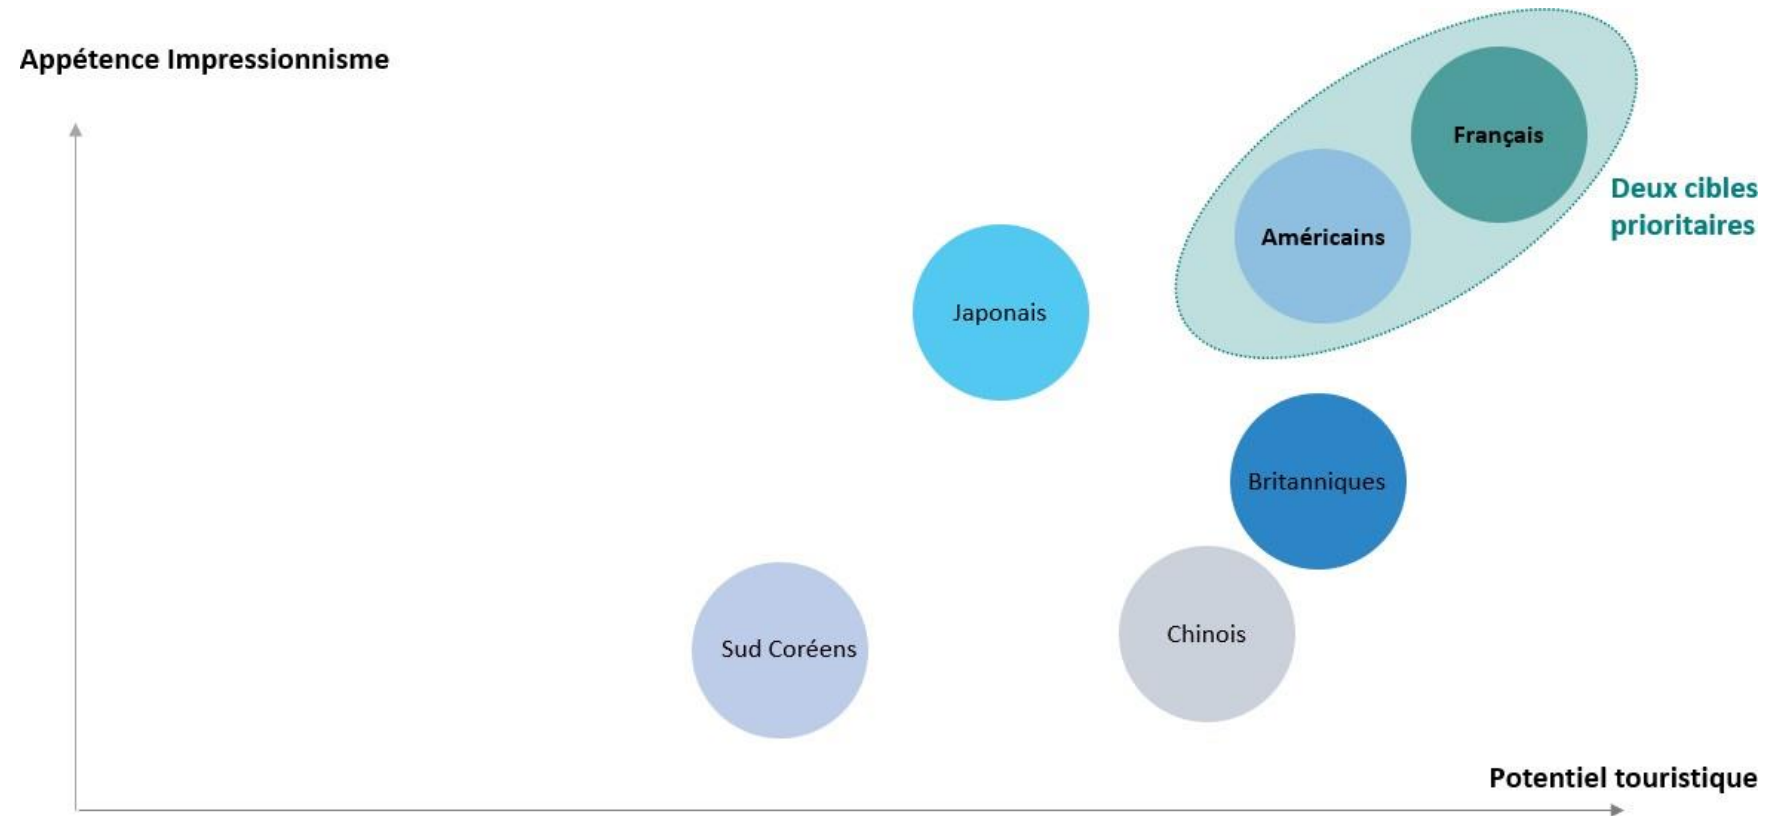 Appétence Impressionnisme
Français
Deux cibles
prioritaires
Américains
Japonais
Britanniques
Chinois
Sud Coréens
Potentiel touristique